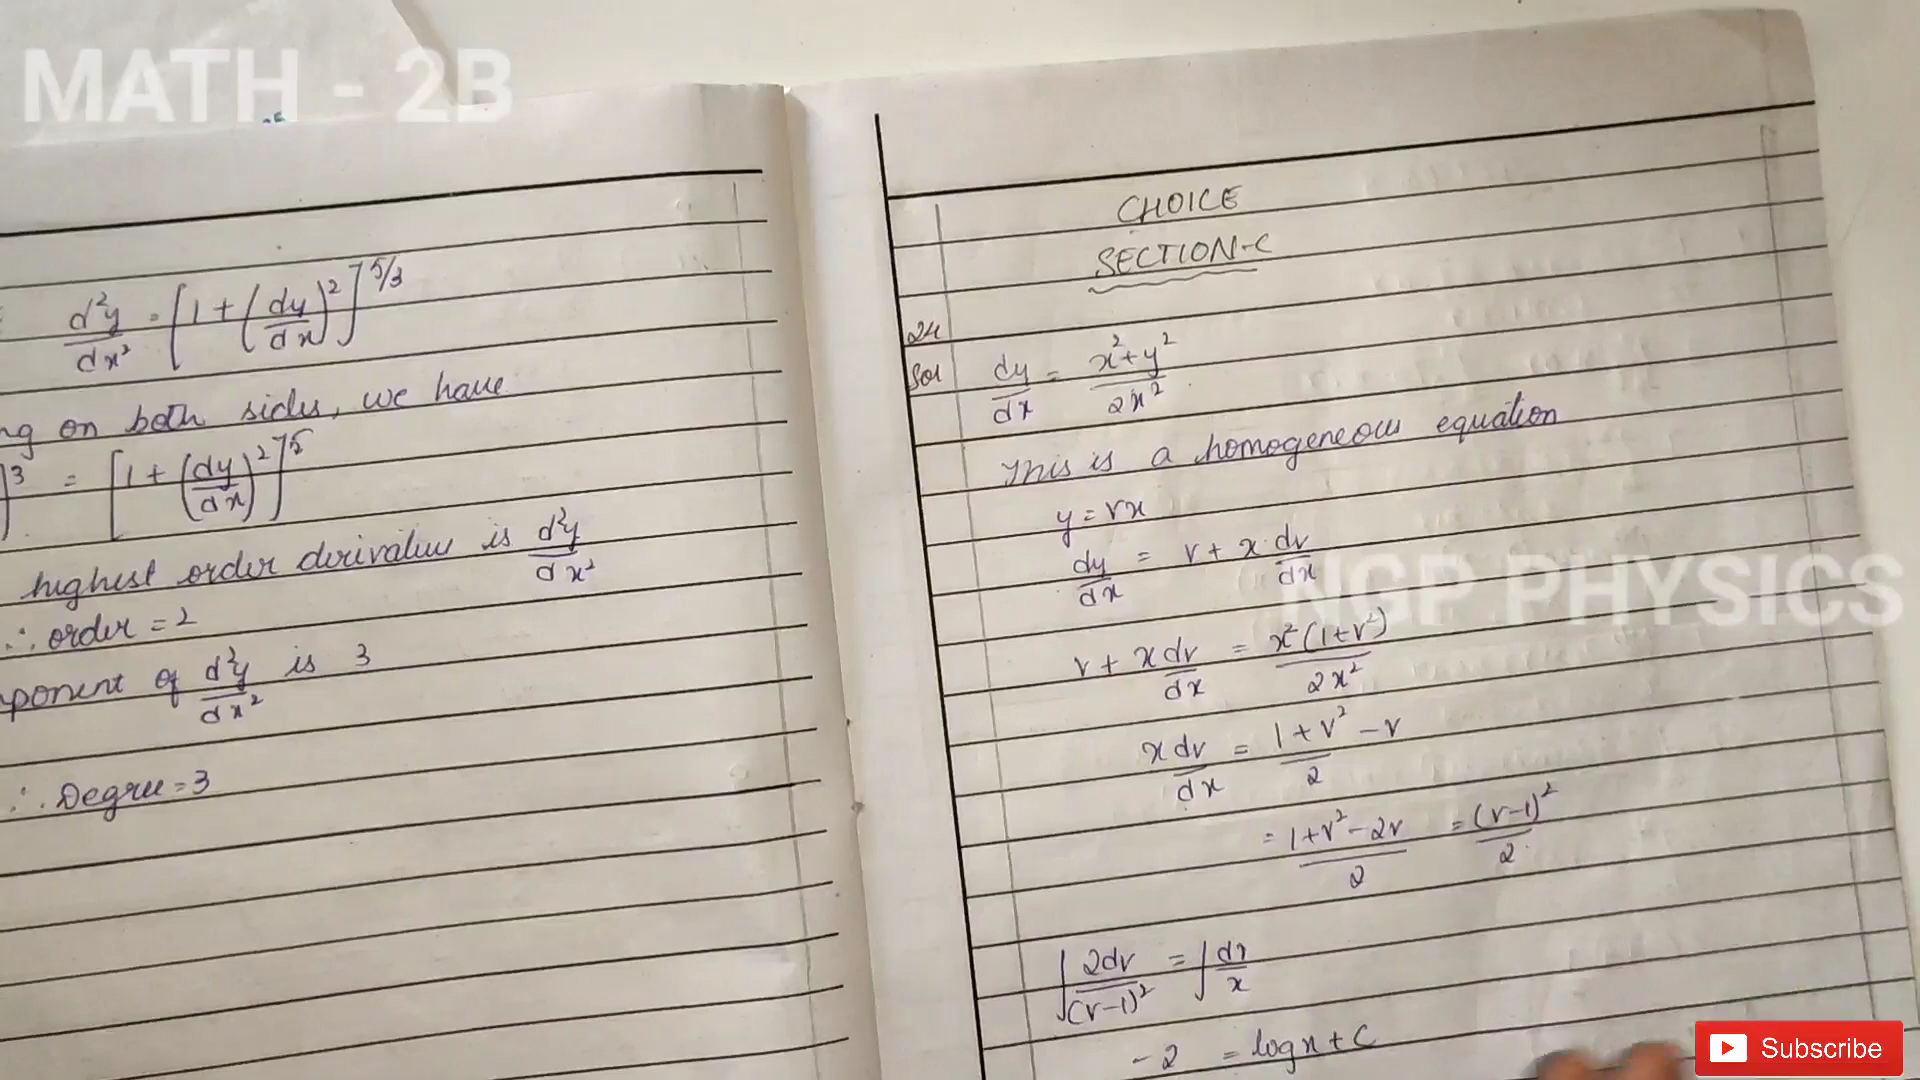 MATH - 2B
d²y/dx² = [1 + (dy/dx)²]^5/3
ng on both sides, we have
]³ = [1 + (dy/dx)²]^5
highest order derivative is d²y/dx²
∴ order = 2
ponent of d²y/dx² is 3
∴ Degree = 3
CHOICE
SECTION-C
24
Sol dy/dx = x²+y²/2x²
This is a homogeneous equation
y = vx
dy/dx = v + x.dv/dx
NGP PHYSICS
v + x dv/dx = x²(1+v²)/2x²
x dv/dx = 1+v²/2 - v
= 1+v²-2v/2 = (v-1)²/2
∫2dv/(v-1)² = ∫dx/x
-2 = log x + c
Subscribe